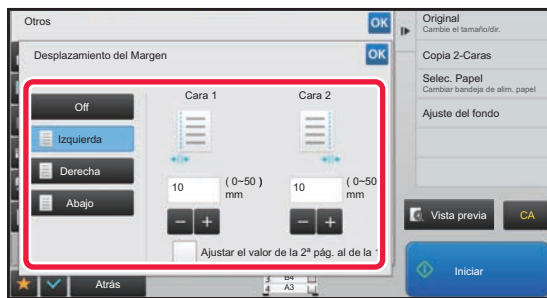 Otros
OK
Original
Cambie el tamaño/dir.
Desplazamiento del Margen
OK
Copia 2-Caras
Selec. Papel
Cambiar bandeja de alim. papel
Ajuste del fondo
Off
Izquierda
Derecha
Abajo
Cara 1
Cara 2
10
(0~50)
mm
10
(0~50
mm
Ajustar el valor de la 2ª pág. al de la
Vista previa
CA
Atrás
B4
A3
Iniciar